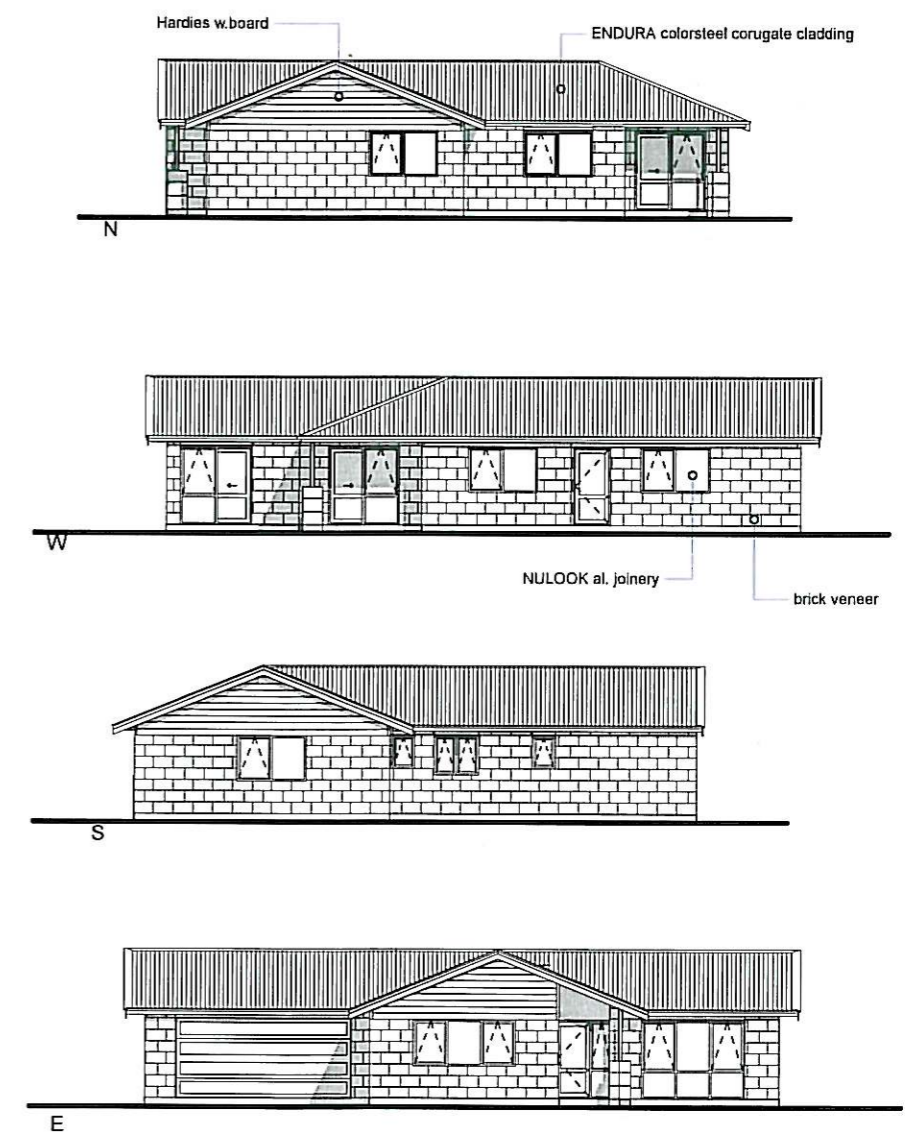 Hardies w.board
ENDURA colorsteel corugate cladding
N
W
NULOOK al. joinery
brick veneer
S
E